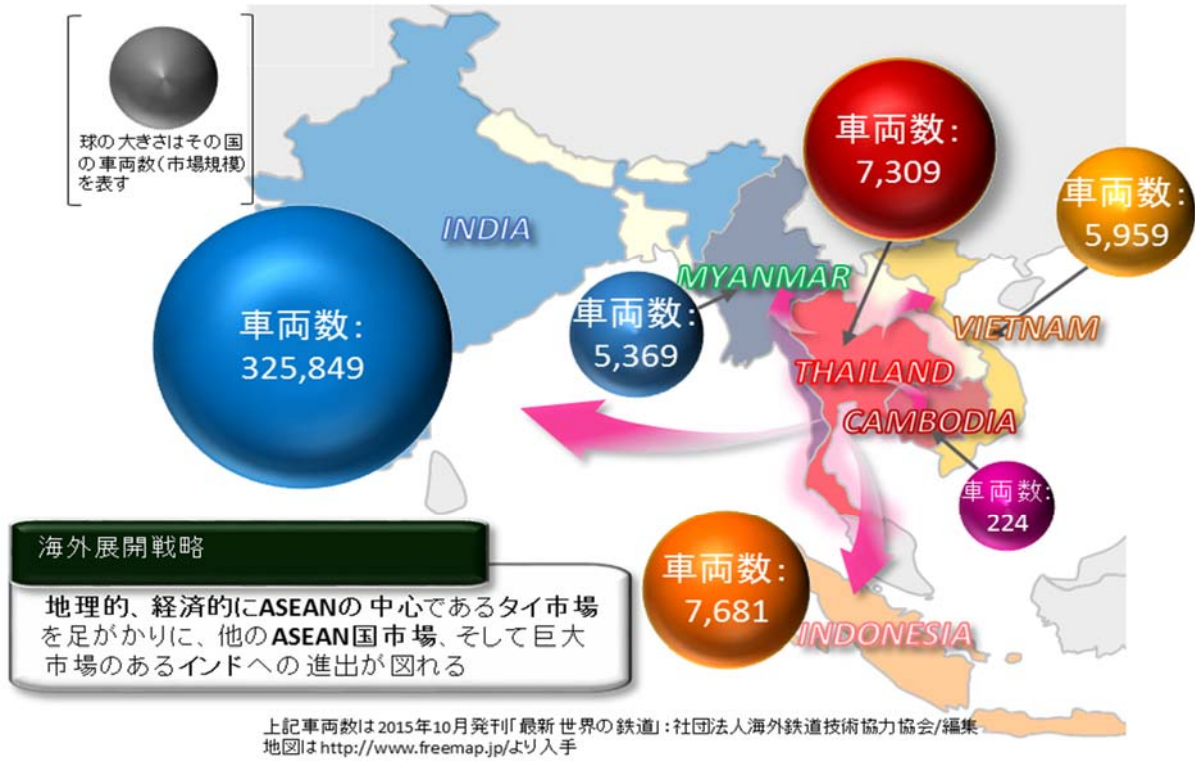 球の大きさはその国
の車両数(市場規模)
を表す
車両数:
7,309
車両数:
5,959
INDIA
MYANMAR
車両数:
325,849
車両数:
5,369
VIETNAM
THAILAND
CAMBODIA
車両数:
224
海外展開戦略
車両数:
7,681
INDONESIA
地理的、経済的にASEANの中心であるタイ市場
を足がかりに、他のASEAN国市場、そして巨大
市場のあるインドへの進出が図れる
上記車両数は2015年10月発刊「最新 世界の鉄道」:社団法人海外鉄道技術協力協会/編集
地図はhttp://www.freemap.jp/より入手